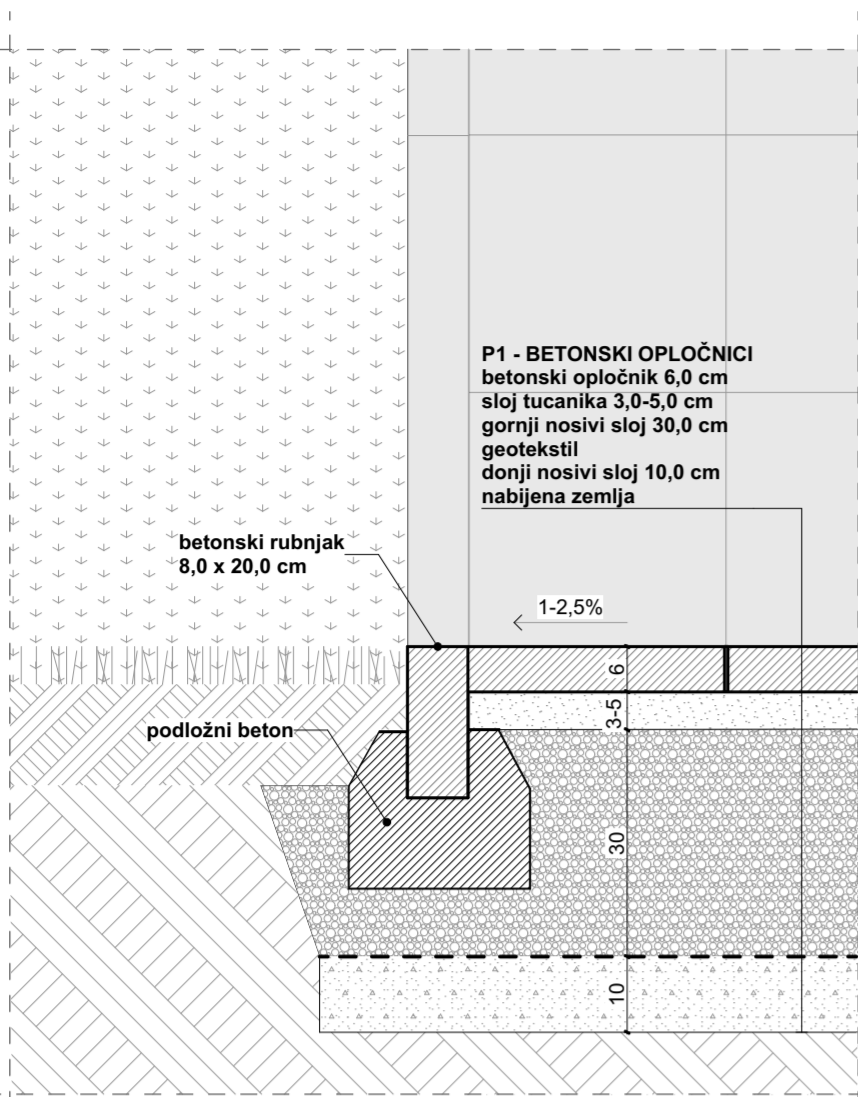 P1 - BETONSKI OPLOČNICI
betonski opločnik 6,0 cm
sloj tucanika 3,0-5,0 cm
gornji nosivi sloj 30,0 cm
geotekstil
donji nosivi sloj 10,0 cm
nabijena zemlja
betonski rubnjak
8,0 x 20,0 cm
1-2,5%
6
3-5
podložni beton
30
10